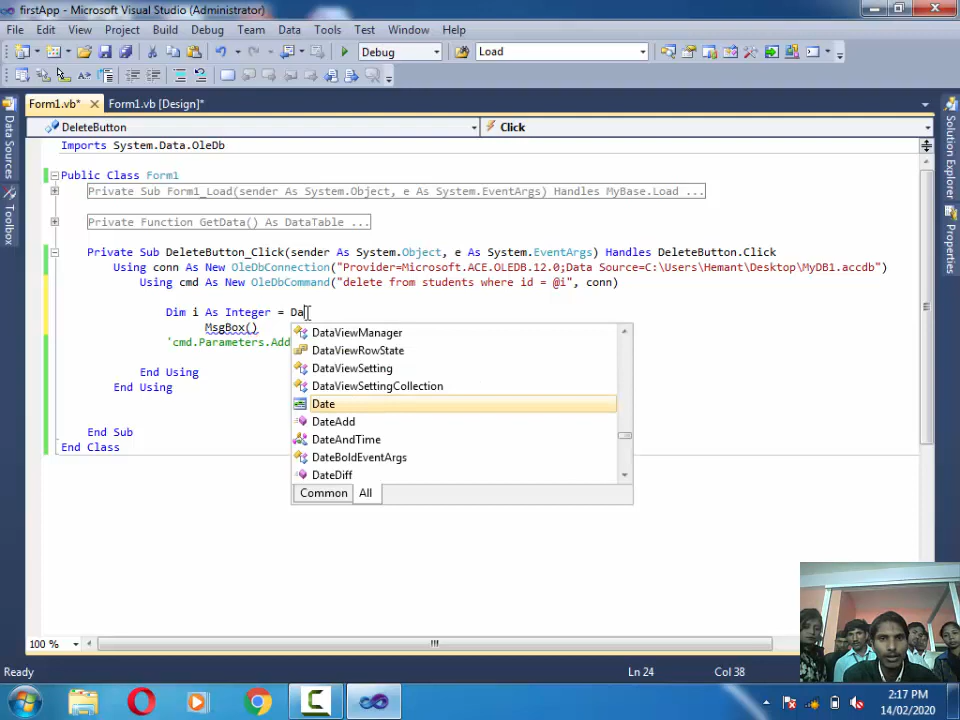 firstApp - Microsoft Visual Studio (Administrator)
File Edit View Project Build Debug Team Data Tools Test Window Help
Debug Load
Form1.vb* Form1.vb [Design]*
DeleteButton Click
Data Sources
Toolbox
Solution Explorer
Properties
Imports System.Data.OleDb
Public Class Form1
Private Sub Form1_Load(sender As System.Object, e As System.EventArgs) Handles MyBase.Load ...
Private Function GetData() As DataTable ...
Private Sub DeleteButton_Click(sender As System.Object, e As System.EventArgs) Handles DeleteButton.Click
Using conn As New OleDbConnection("Provider=Microsoft.ACE.OLEDB.12.0;Data Source=C:\Users\Hemant\Desktop\MyDB1.accdb")
Using cmd As New OleDbCommand("delete from students where id = @i", conn)
Dim i As Integer = Da
MsgBox()
'cmd.Parameters.Add
End Using
End Using
End Sub
End Class
DataViewManager
DataViewRowState
DataViewSetting
DataViewSettingCollection
Date
DateAdd
DateAndTime
DateBoldEventArgs
DateDiff
Common All
100 %
Ready Ln 24 Col 38
2:17 PM
14/02/2020